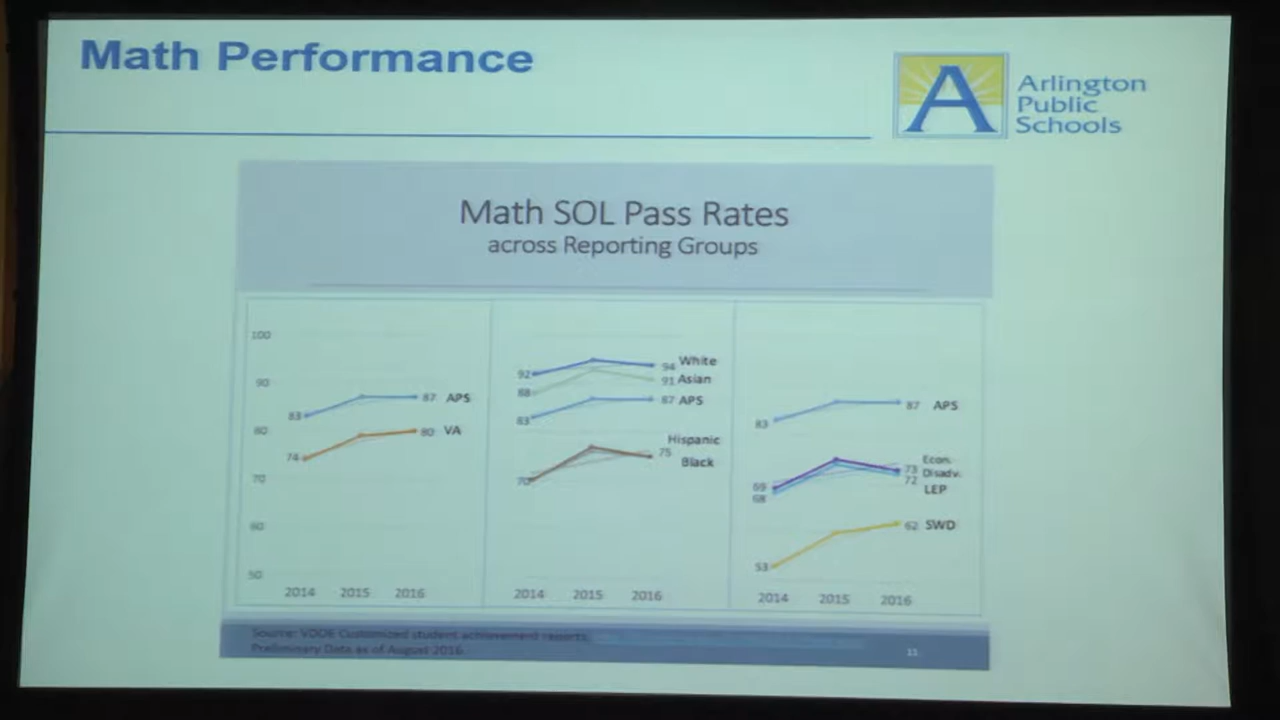 Math Performance
Arlington
Public
Schools
Math SOL Pass Rates
across Reporting Groups
100
90
80
70
60
50
83
87 APS
74
80 VA
2014 2015 2016
92
94 White
88
91 Asian
83
87 APS
Hispanic
75
Black
70
2014 2015 2016
83
87 APS
69
68
73 Econ.
Disadv.
72
LEP
53
62 SWD
2014 2015 2016
Source: VDOE Customized student achievement reports.
Preliminary Data as of August 2016
11